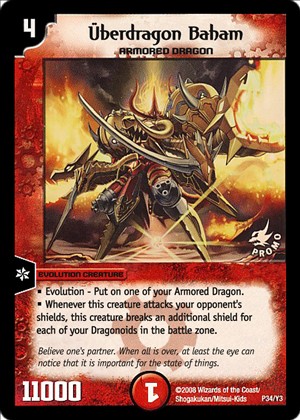 4
Überdragon Baham
ARMORED DRAGON
PROMO
EVOLUTION CREATURE
▪ Evolution - Put on one of your Armored Dragon.
▪ Whenever this creature attacks your opponent's
shields, this creature breaks an additional shield for
each of your Dragonoids in the battle zone.
Believe one's partner. When all is over, at least the eye can
notice that it is important for the state of things.
11000
1
©2008 Wizards of the Coast/
Shogakukan/Mitsui-Kids
P34/Y3